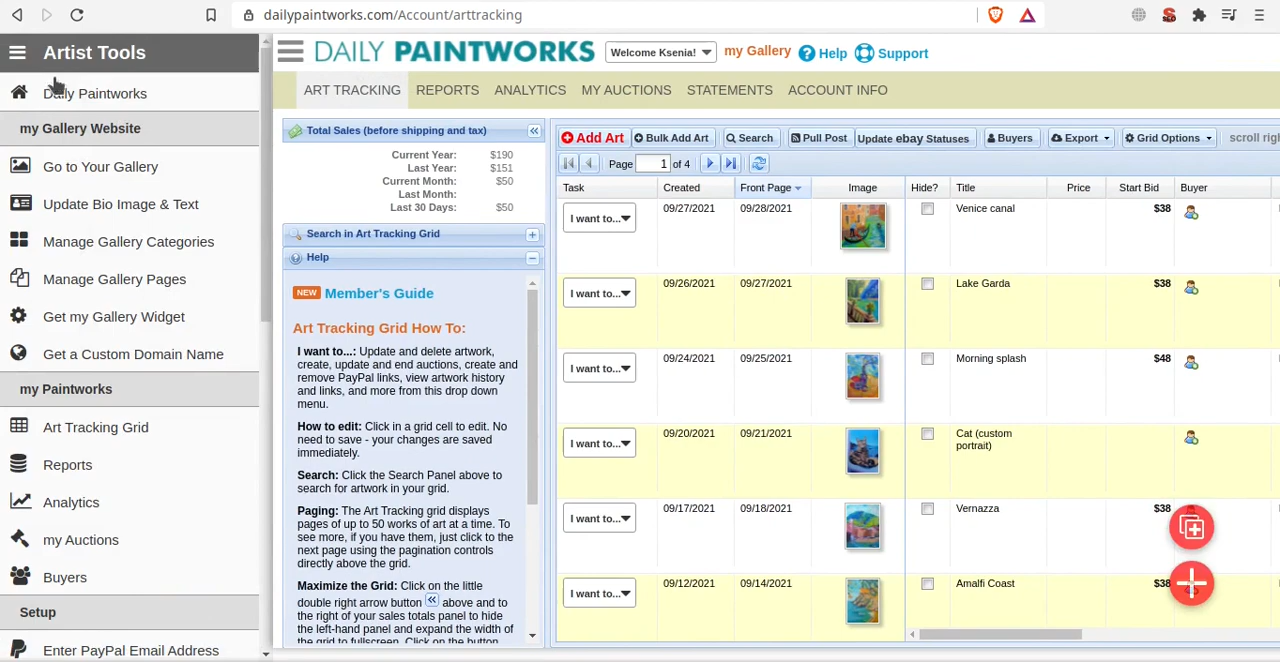 dailypaintworks.com/Account/arttracking
Artist Tools
Daily Paintworks
my Gallery Website
Go to Your Gallery
Update Bio Image & Text
Manage Gallery Categories
Manage Gallery Pages
Get my Gallery Widget
Get a Custom Domain Name
my Paintworks
Art Tracking Grid
Reports
Analytics
my Auctions
Buyers
Setup
Enter PayPal Email Address
DAILY PAINTWORKS
Welcome Ksenia!
my Gallery
Help
Support
ART TRACKING REPORTS ANALYTICS MY AUCTIONS STATEMENTS ACCOUNT INFO
Total Sales (before shipping and tax)
Current Year: $190
Last Year: $151
Current Month: $50
Last Month:
Last 30 Days: $50
Search in Art Tracking Grid
Help
NEW Member's Guide
Art Tracking Grid How To:
I want to...: Update and delete artwork,
create, update and end auctions, create and
remove PayPal links, view artwork history
and links, and more from this drop down
menu.
How to edit: Click in a grid cell to edit. No
need to save - your changes are saved
immediately.
Search: Click the Search Panel above to
search for artwork in your grid.
Paging: The Art Tracking grid displays
pages of up to 50 works of art at a time. To
see more, if you have them, just click to the
next page using the pagination controls
directly above the grid.
Maximize the Grid: Click on the little
double right arrow button above and to
the right of your sales totals panel to hide
the left-hand panel and expand the width of
the grid to fullscreen. Click on the button
Add Art Bulk Add Art Search Pull Post Update ebay Statuses Buyers Export Grid Options scroll righ
Page 1 of 4
Task Created Front Page Image Hide? Title Price Start Bid Buyer
I want to... 09/27/2021 09/28/2021 Venice canal $38
I want to... 09/26/2021 09/27/2021 Lake Garda $38
I want to... 09/24/2021 09/25/2021 Morning splash $48
I want to... 09/20/2021 09/21/2021 Cat (custom
portrait)
I want to... 09/17/2021 09/18/2021 Vernazza $38
I want to... 09/12/2021 09/14/2021 Amalfi Coast $38